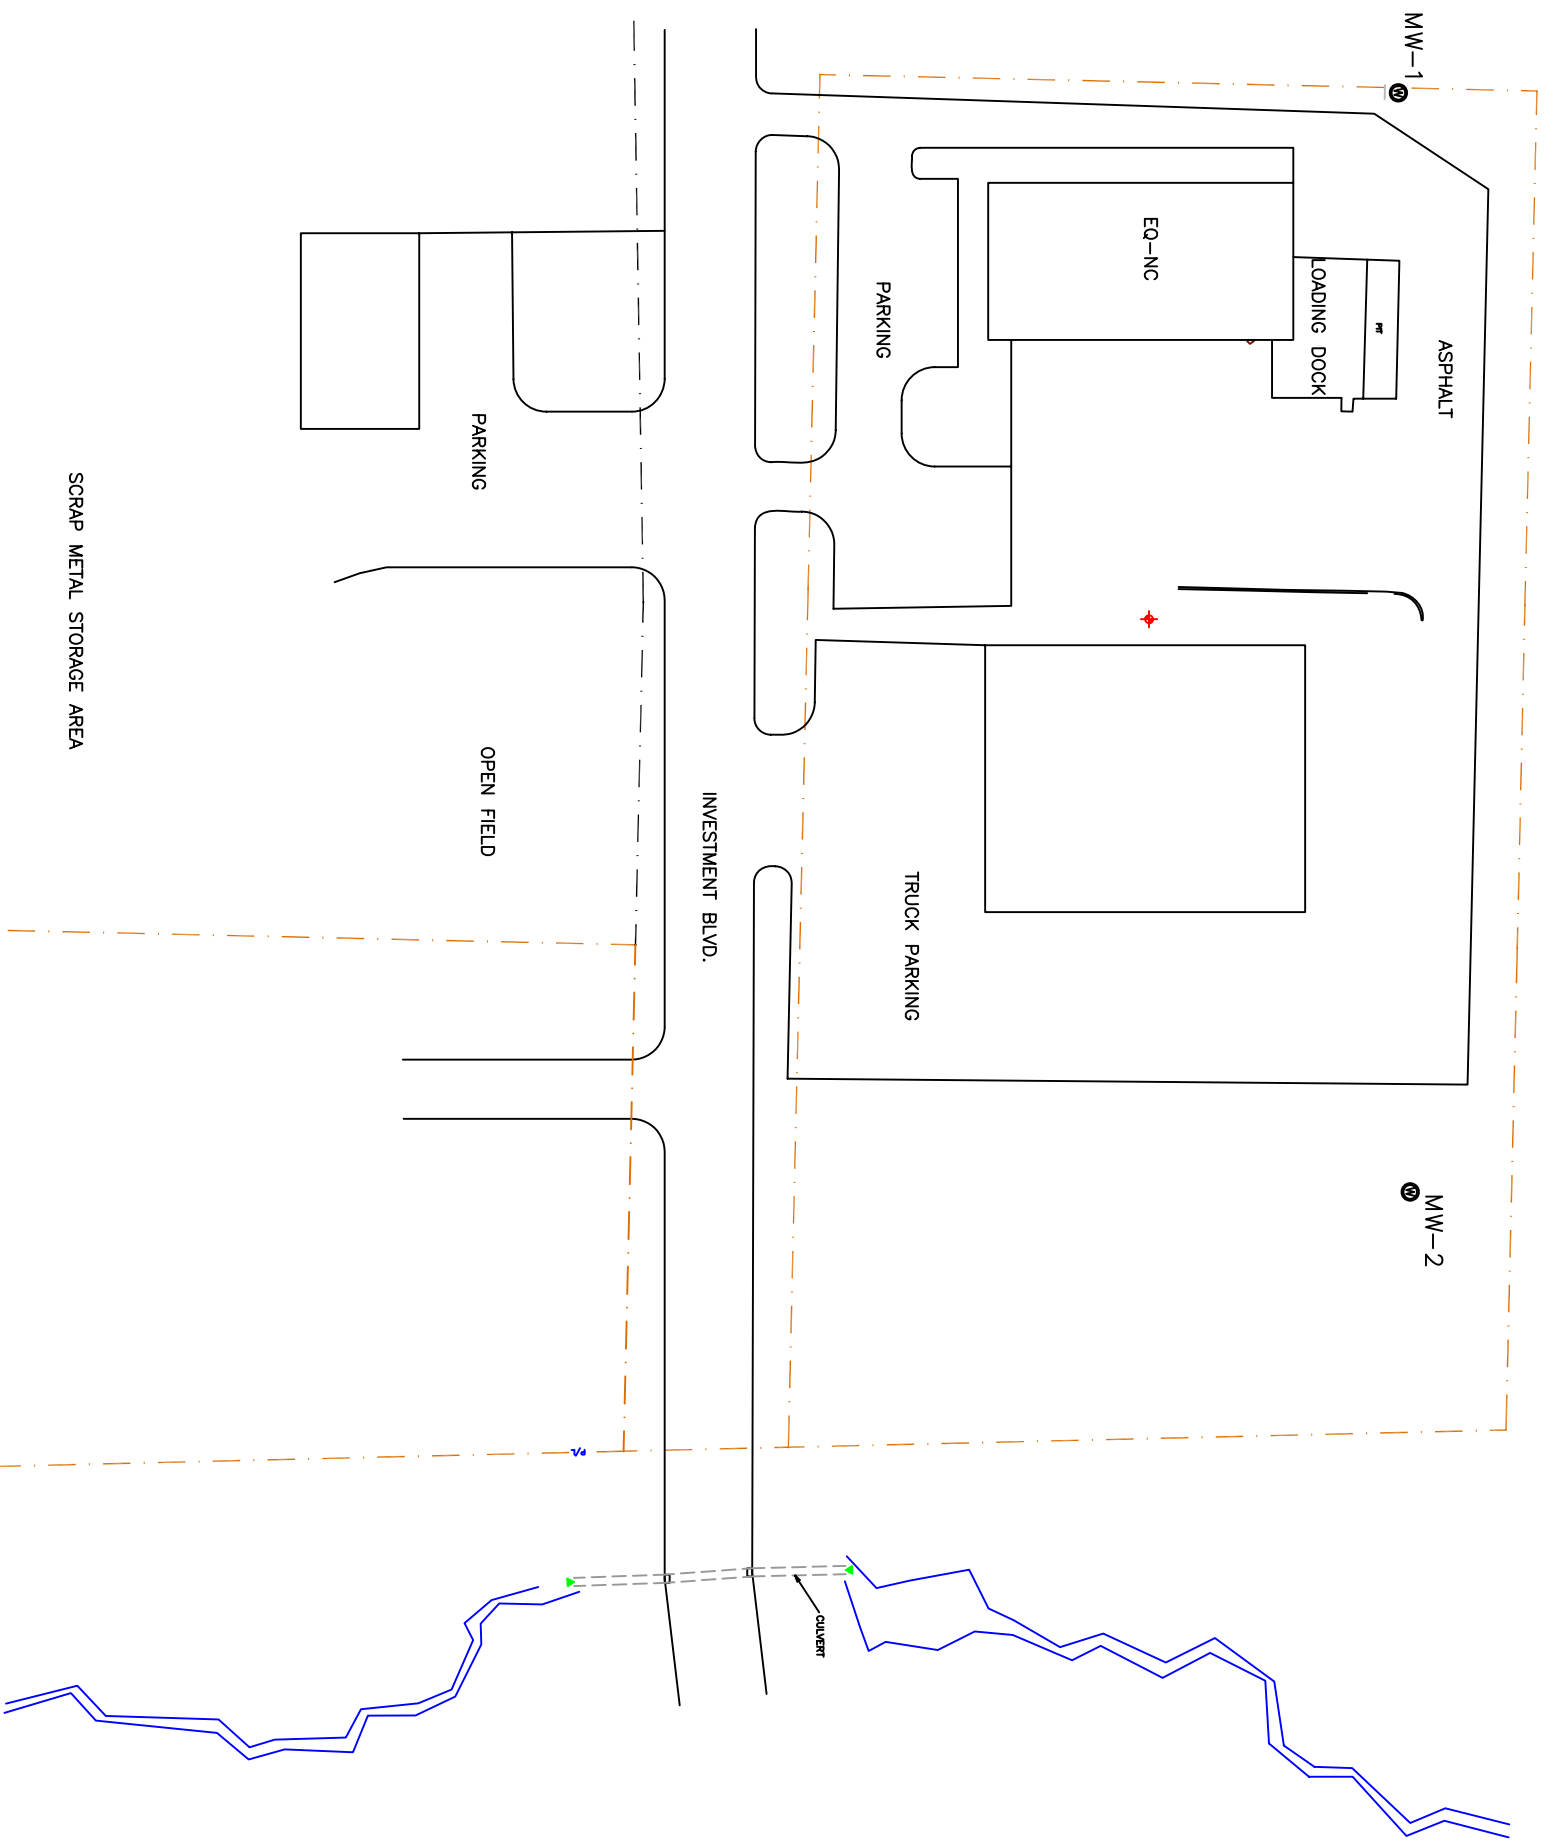 MW-1
W
EQ-NC
LOADING DOCK
PIT
ASPHALT
PARKING
PARKING
SCRAP METAL STORAGE AREA
OPEN FIELD
INVESTMENT BLVD.
TRUCK PARKING
W
MW-2
P/L
CULVERT